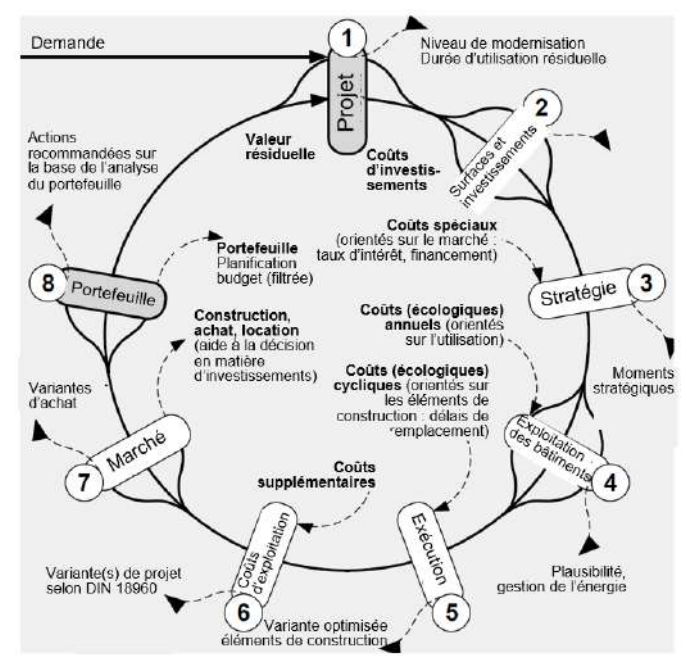 Demande
1
Projet
Niveau de modernisation
Durée d'utilisation résiduelle
2
Surfaces et
investissements
Actions
recommandées sur
la base de l'analyse
du portefeuille
Valeur
résiduelle
Coûts
d'investis-
sements
Coûts spéciaux
(orientés sur le marché :
taux d'intérêt, financement)
8
Portefeuille
Portefeuille
Planification
budget (filtrée)
Stratégie
3
Construction,
achat, location
(aide à la décision
en matière
d'investissements)
Coûts (écologiques)
annuels (orientés
sur l'utilisation)
Coûts (écologiques)
cycliques (orientés sur
les éléments de
construction : délais de
remplacement)
Moments
stratégiques
Variantes
d'achat
7
Marché
Exploitation
des bâtiments
4
Coûts
supplémentaires
Coûts
d'exploitation
6
Exécution
5
Plausibilité,
gestion de l'énergie
Variante(s) de projet
selon DIN 18960
Variante optimisée
éléments de construction